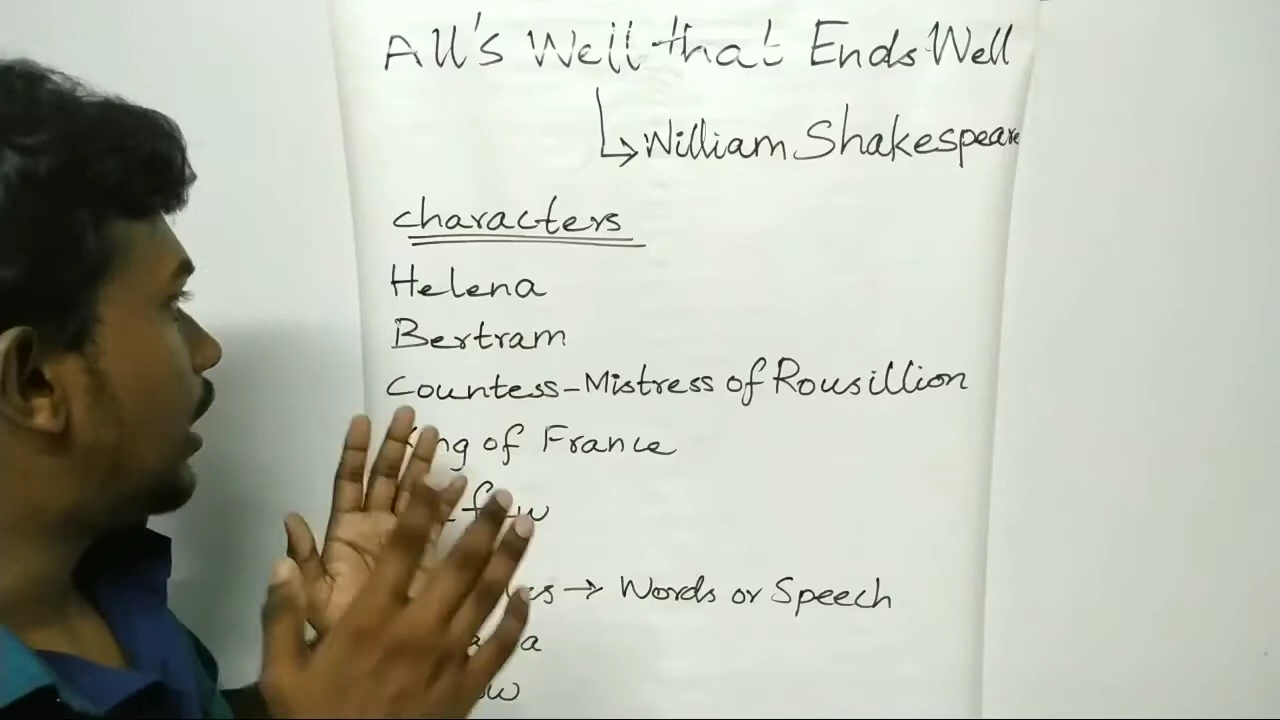 All's Well that Ends Well
William Shakespeare
characters
Helena
Bertram
Countess-Mistress of Rousillion
King of France
→ Words or Speech